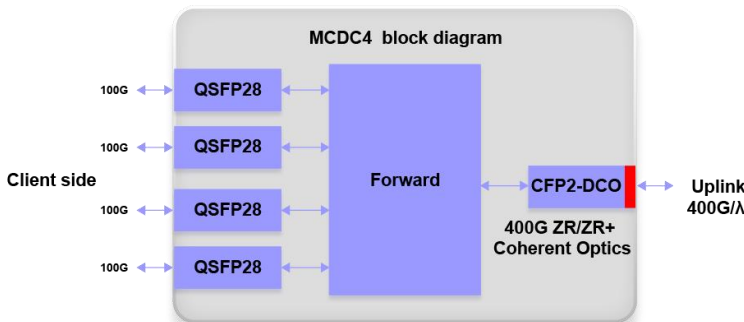 MCDC4 block diagram
100G
QSFP28
100G
QSFP28
Client side
Forward
CFP2-DCO
Uplink
400G/λ
100G
QSFP28
400G ZR/ZR+
Coherent Optics
100G
QSFP28